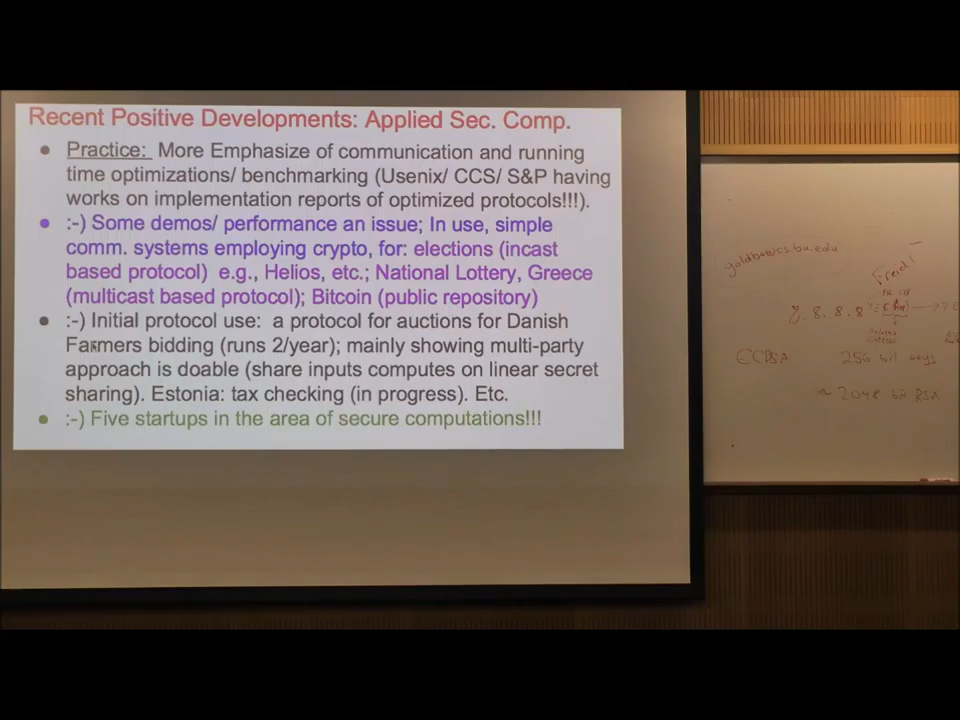 Recent Positive Developments: Applied Sec. Comp.
Practice: More Emphasize of communication and running
time optimizations/ benchmarking (Usenix/ CCS/ S&P having
works on implementation reports of optimized protocols!!!).
:-) Some demos/ performance an issue; In use, simple
comm. systems employing crypto, for: elections (incast
based protocol) e.g., Helios, etc.; National Lottery, Greece
(multicast based protocol); Bitcoin (public repository)
:-) Initial protocol use: a protocol for auctions for Danish
Farmers bidding (runs 2/year); mainly showing multi-party
approach is doable (share inputs computes on linear secret
sharing). Estonia: tax checking (in progress). Etc.
:-) Five startups in the area of secure computations!!!
goldbe@cs.bu.edu
8.8.8.8
ECDSA 256 bit keys
~ 2048 bit RSA